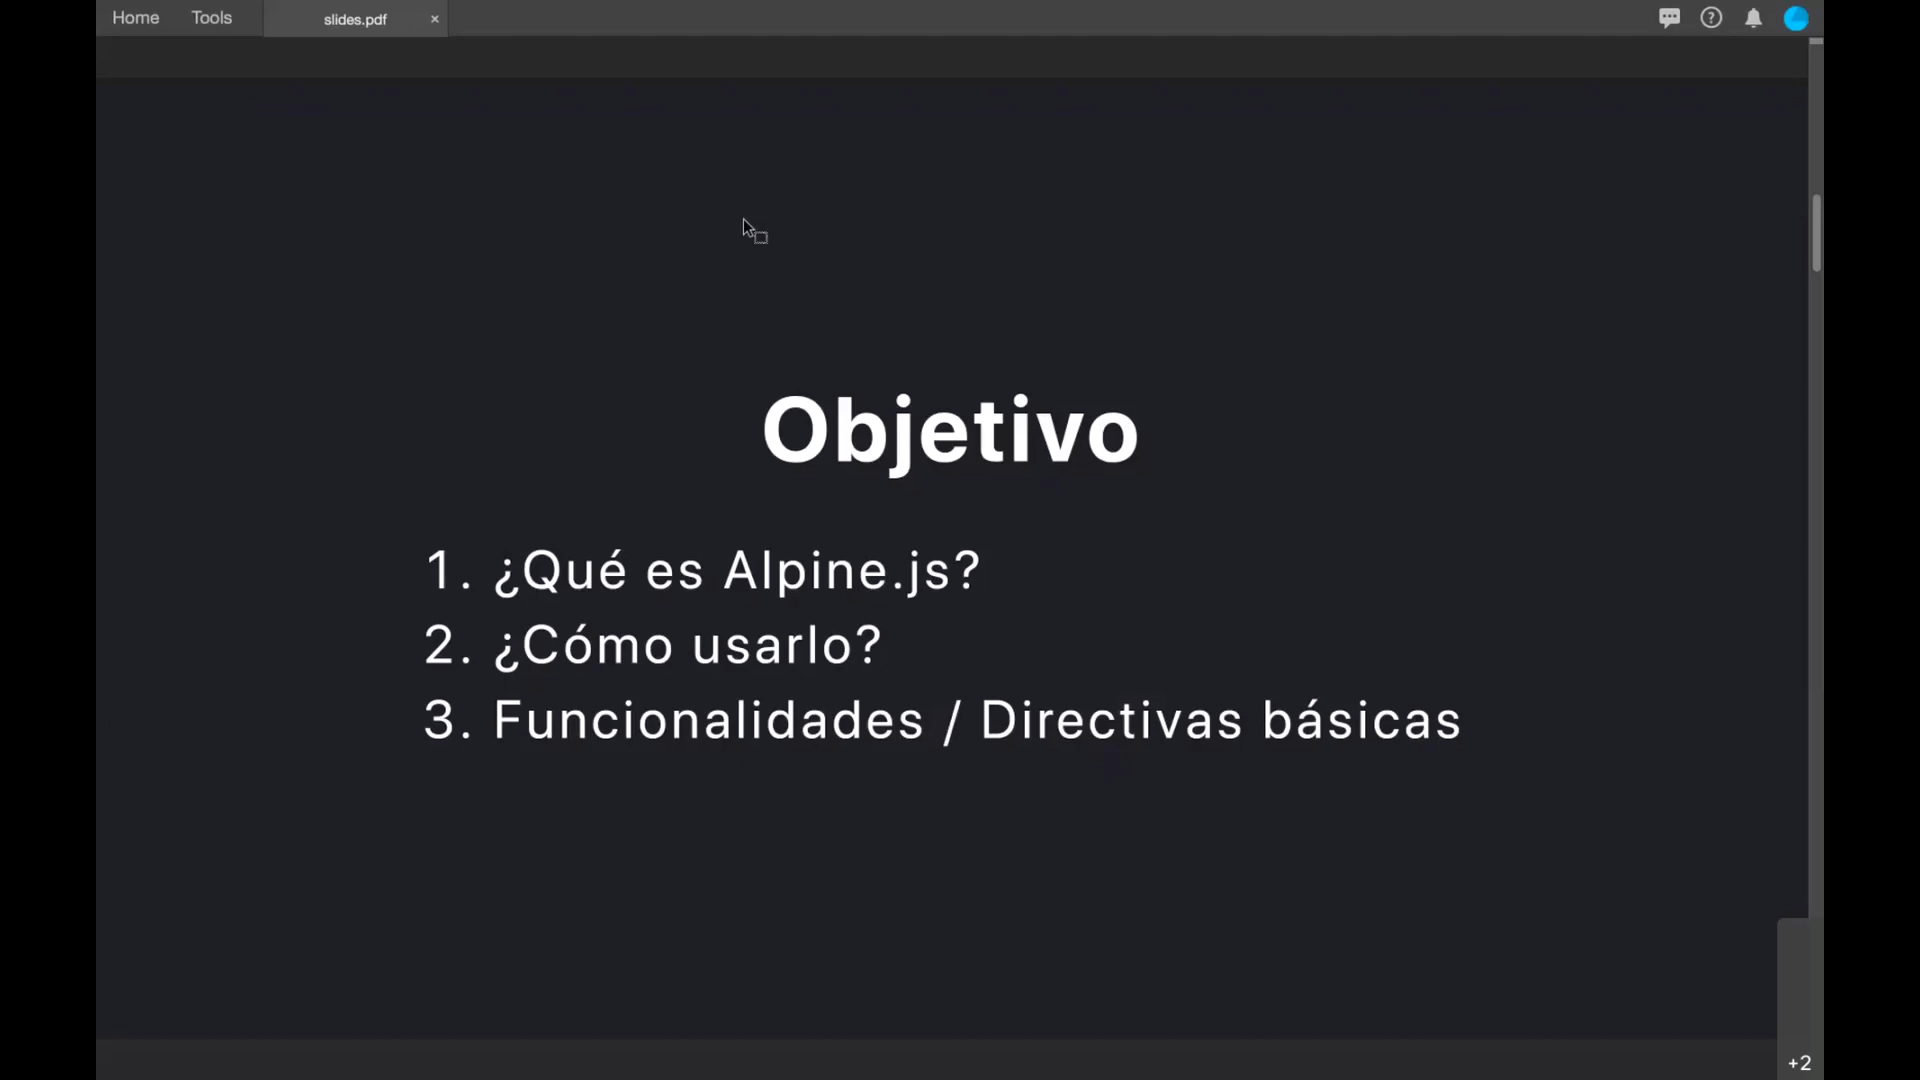 Home Tools slides.pdf ×
Objetivo
1. ¿Qué es Alpine.js?
2. ¿Cómo usarlo?
3. Funcionalidades / Directivas básicas
+2